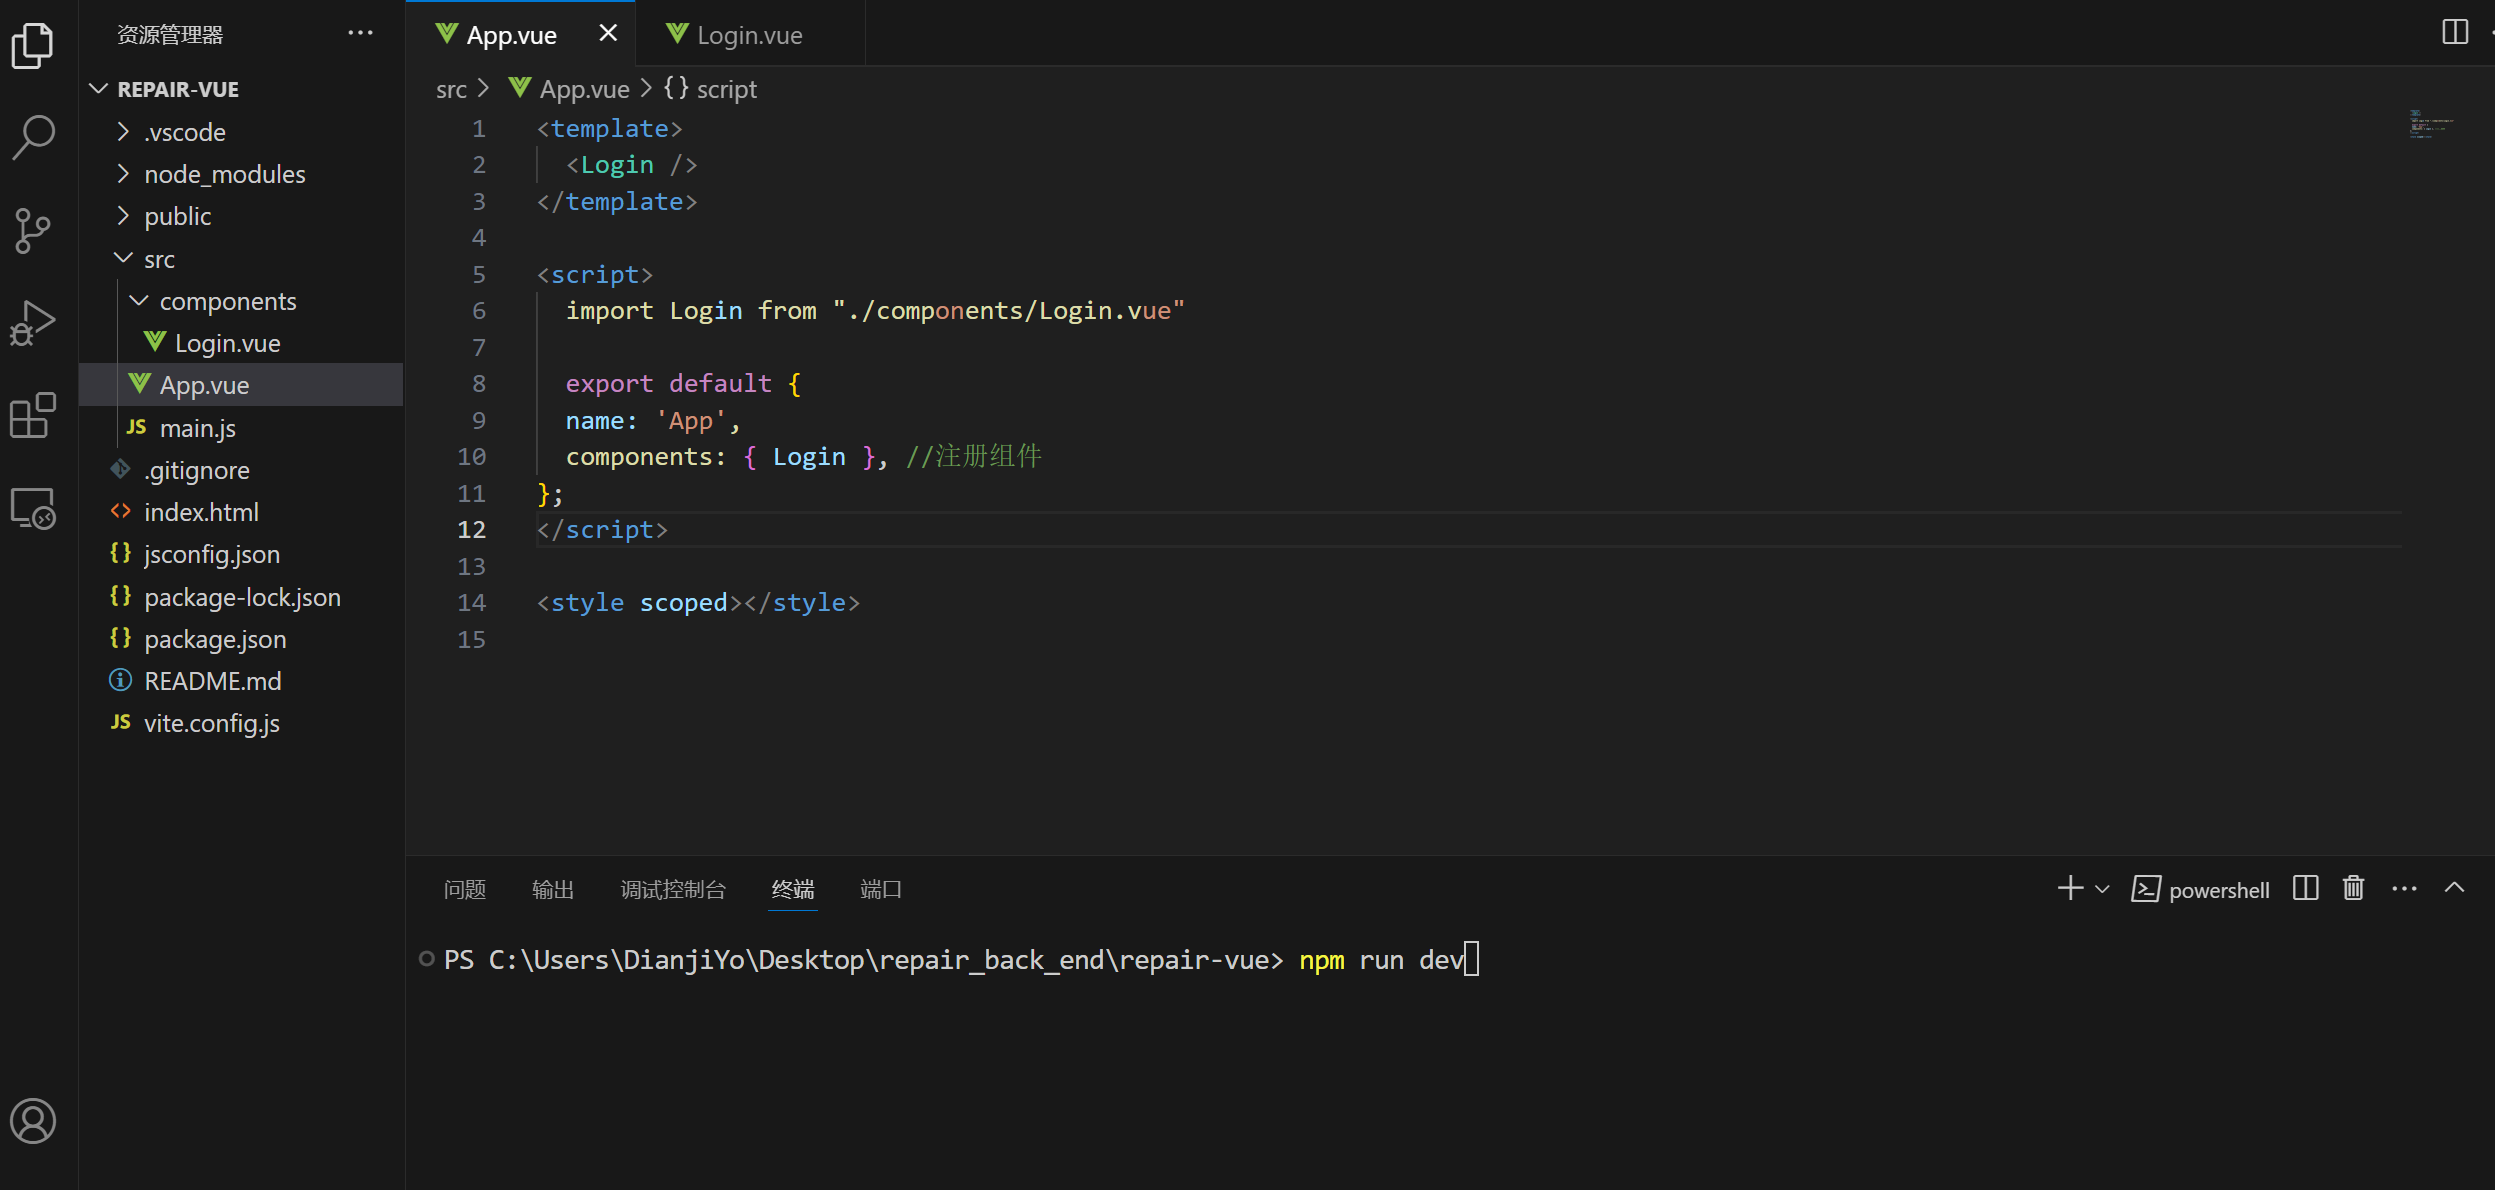 资源管理器
REPAIR-VUE
.vscode
node_modules
public
src
components
Login.vue
App.vue
JS main.js
.gitignore
<> index.html
{} jsconfig.json
{} package-lock.json
{} package.json
README.md
JS vite.config.js
App.vue Login.vue
src > App.vue > {} script
1 <template>
2 <Login />
3 </template>
4
5 <script>
6 import Login from "./components/Login.vue"
7
8 export default {
9 name: 'App',
10 components: { Login }, //注册组件
11 };
12 </script>
13
14 <style scoped></style>
15
问题 输出 调试控制台 终端 端口 powershell
PS C:\Users\DianjiYo\Desktop\repair_back_end\repair-vue> npm run dev